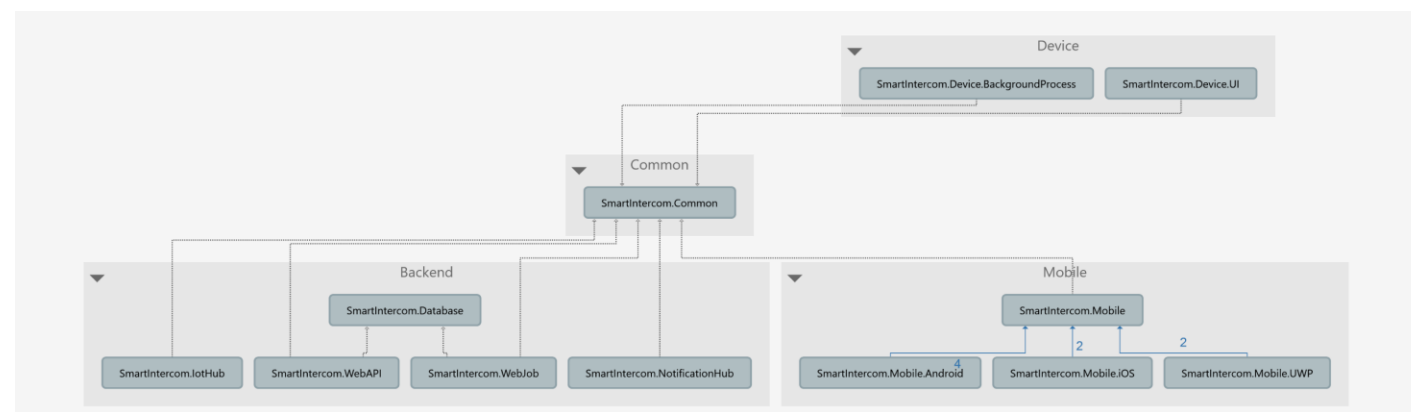 Device
SmartIntercom.Device.BackgroundProcess
SmartIntercom.Device.UI
Common
SmartIntercom.Common
Backend
SmartIntercom.Database
SmartIntercom.IotHub
SmartIntercom.WebAPI
SmartIntercom.WebJob
SmartIntercom.NotificationHub
Mobile
SmartIntercom.Mobile
4
2
2
SmartIntercom.Mobile.Android
SmartIntercom.Mobile.iOS
SmartIntercom.Mobile.UWP